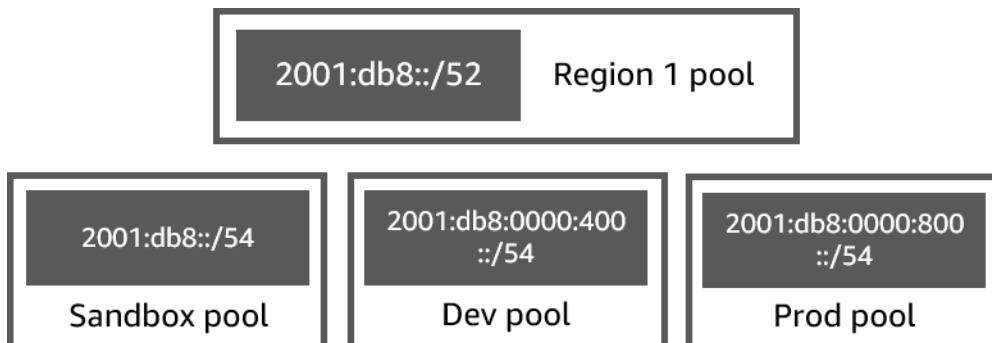 2001:db8::/52
Region 1 pool
2001:db8::/54
Sandbox pool
2001:db8:0000:400
::/54
Dev pool
2001:db8:0000:800
::/54
Prod pool